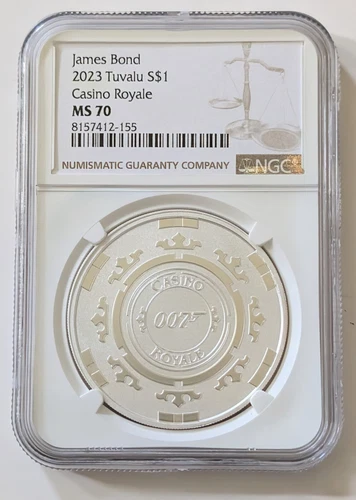 James Bond
2023 Tuvalu S$1
Casino Royale
MS 70
8157412-155
NUMISMATIC GUARANTY COMPANY NGC
CASINO
007
ROYALE